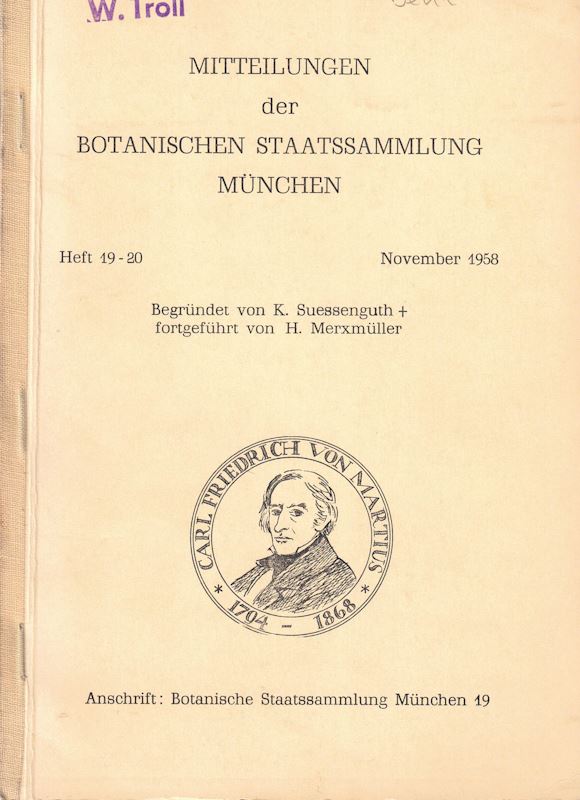 W. Troll
MITTEILUNGEN
der
BOTANISCHEN STAATSSAMMLUNG
MÜNCHEN
Heft 19-20
November 1958
Begründet von K. Suessenguth +
fortgeführt von H. Merxmüller
CARL FRIEDRICH VON MARTIUS
* 1794 - 1868 *
Anschrift: Botanische Staatssammlung München 19